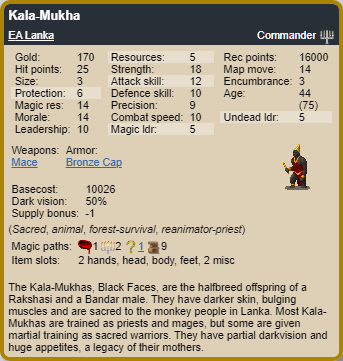 Kala-Mukha
EA Lanka Commander
Gold: 170 Resources: 5 Rec points: 16000
Hit points: 25 Strength: 18 Map move: 14
Size: 3 Attack skill: 12 Encumbrance: 3
Protection: 6 Defence skill: 10 Age: 44
Magic res: 14 Precision: 9 (75)
Morale: 14 Combat speed: 10 Undead ldr: 5
Leadership: 10 Magic ldr: 5
Weapons: Armor:
Mace Bronze Cap
Basecost: 10026
Dark vision: 50%
Supply bonus: -1
(Sacred, animal, forest-survival, reanimator-priest)
Magic paths: 1 2 ? 1 9
Item slots: 2 hands, head, body, feet, 2 misc
The Kala-Mukhas, Black Faces, are the halfbreed offspring of a
Rakshasi and a Bandar male. They have darker skin, bulging
muscles and are sacred to the monkey people in Lanka. Most Kala-
Mukhas are trained as priests and mages, but some are given
martial training as sacred warriors. They have partial darkvision and
huge appetites, a legacy of their mothers.